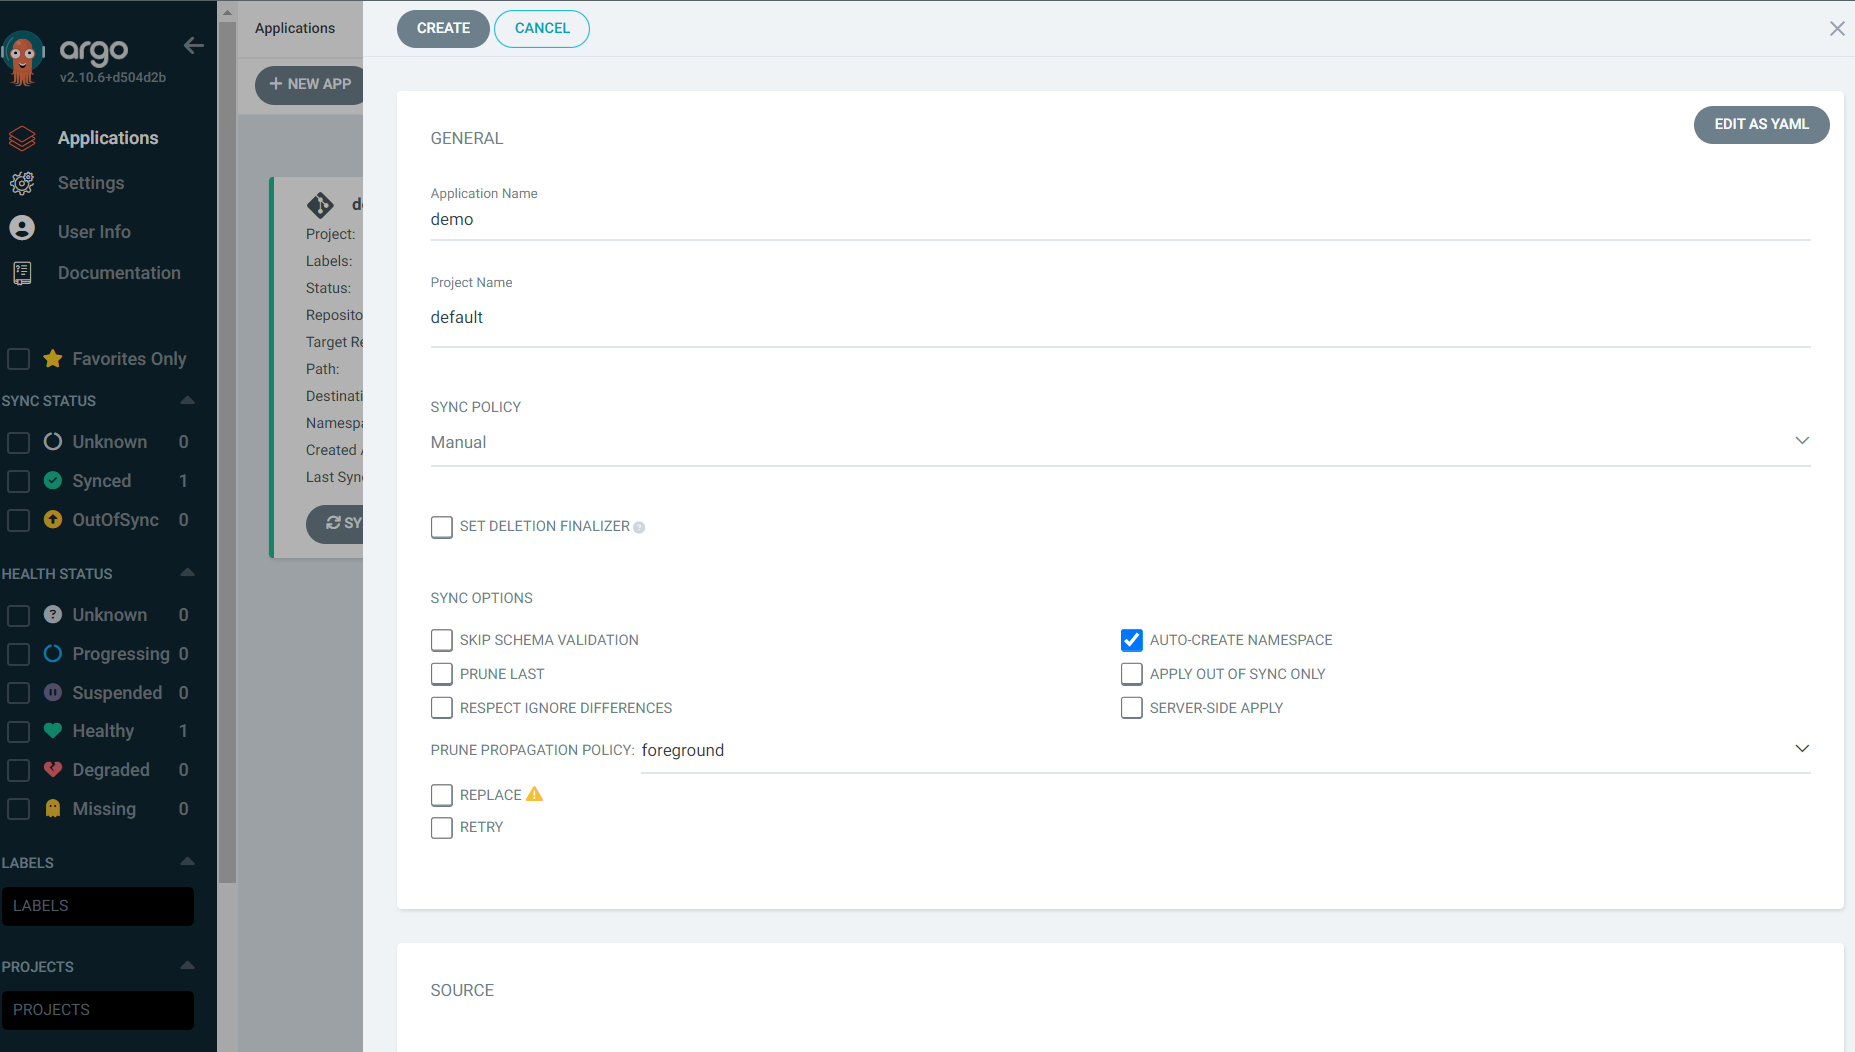 argo
v2.10.6+d504d2b
Applications
Settings
User Info
Documentation
Favorites Only
SYNC STATUS
Unknown 0
Synced 1
OutOfSync 0
HEALTH STATUS
Unknown 0
Progressing 0
Suspended 0
Healthy 1
Degraded 0
Missing 0
LABELS
LABELS
PROJECTS
PROJECTS
Applications
+ NEW APP
Project:
Labels:
Status:
Reposito
Target Re
Path:
Destinati
Namespa
Created A
Last Syn
SY
CREATE CANCEL
GENERAL
EDIT AS YAML
Application Name
demo
Project Name
default
SYNC POLICY
Manual
SET DELETION FINALIZER
SYNC OPTIONS
SKIP SCHEMA VALIDATION AUTO-CREATE NAMESPACE
PRUNE LAST APPLY OUT OF SYNC ONLY
RESPECT IGNORE DIFFERENCES SERVER-SIDE APPLY
PRUNE PROPAGATION POLICY: foreground
REPLACE
RETRY
SOURCE